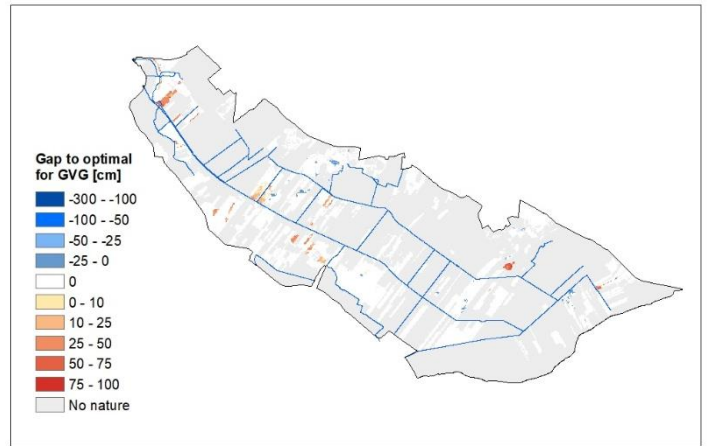 Gap to optimal
for GVG [cm]
-300 - -100
-100 - -50
-50 - -25
-25 - 0
0
0 - 10
10 - 25
25 - 50
50 - 75
75 - 100
No nature